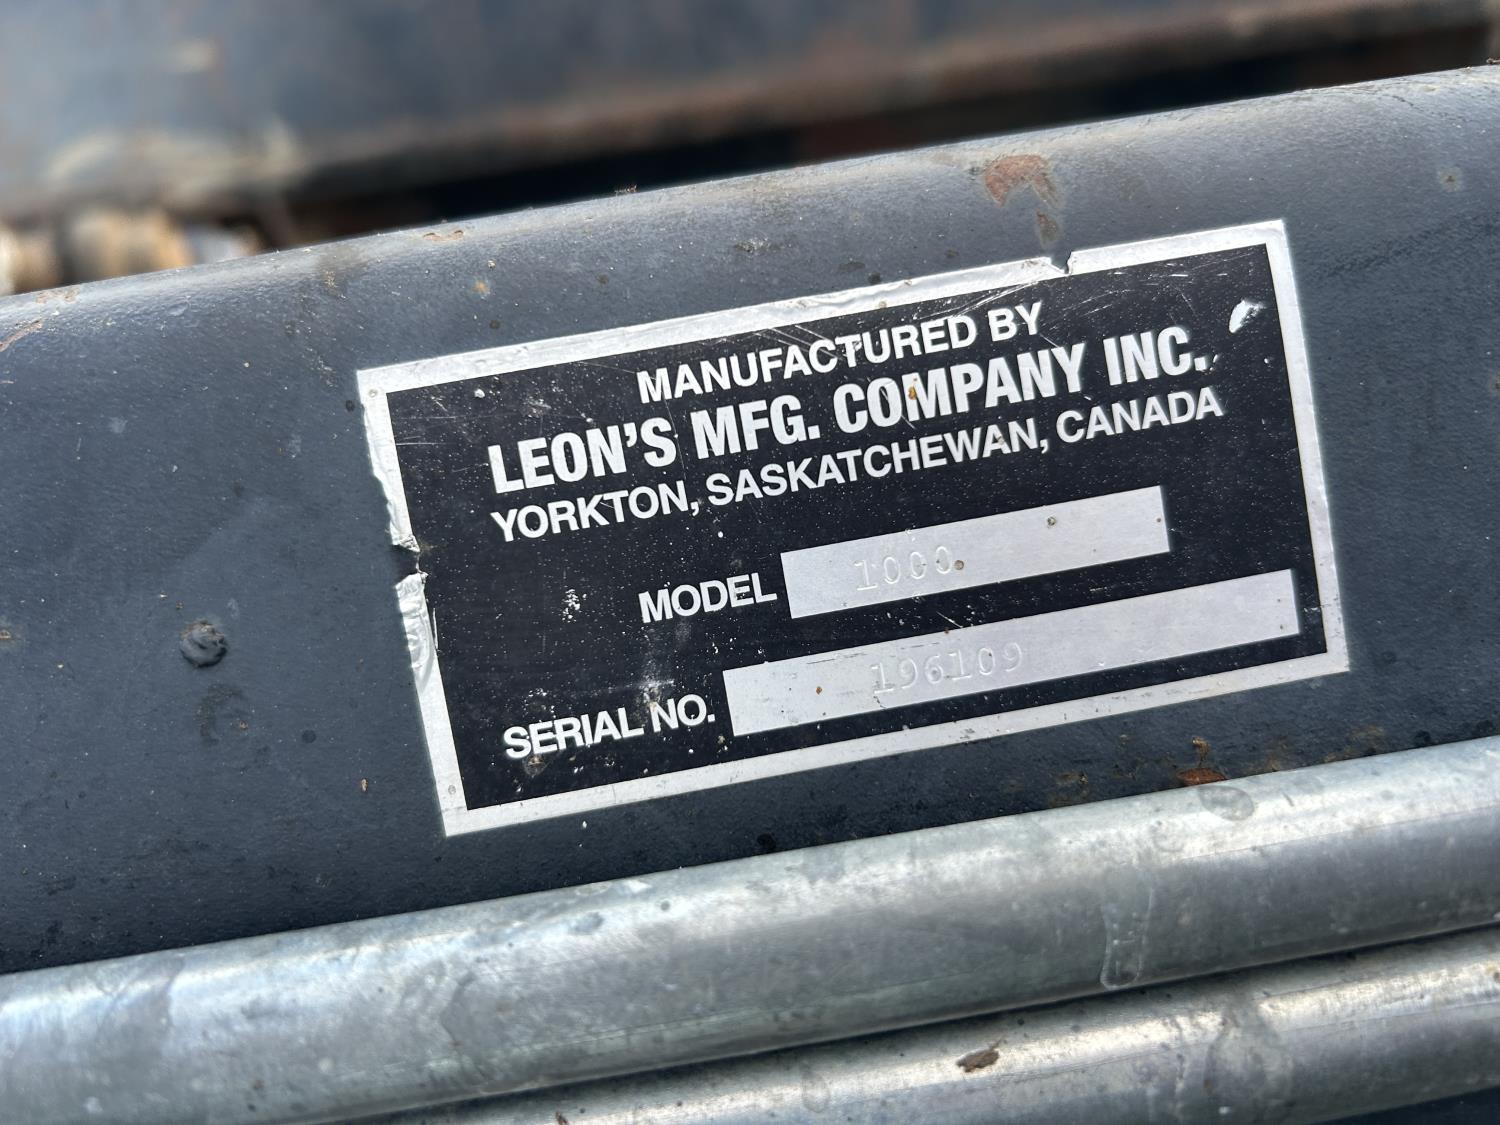 MANUFACTURED BY
LEON'S MFG. COMPANY INC.
YORKTON, SASKATCHEWAN, CANADA
MODEL 1000
SERIAL NO. 196109